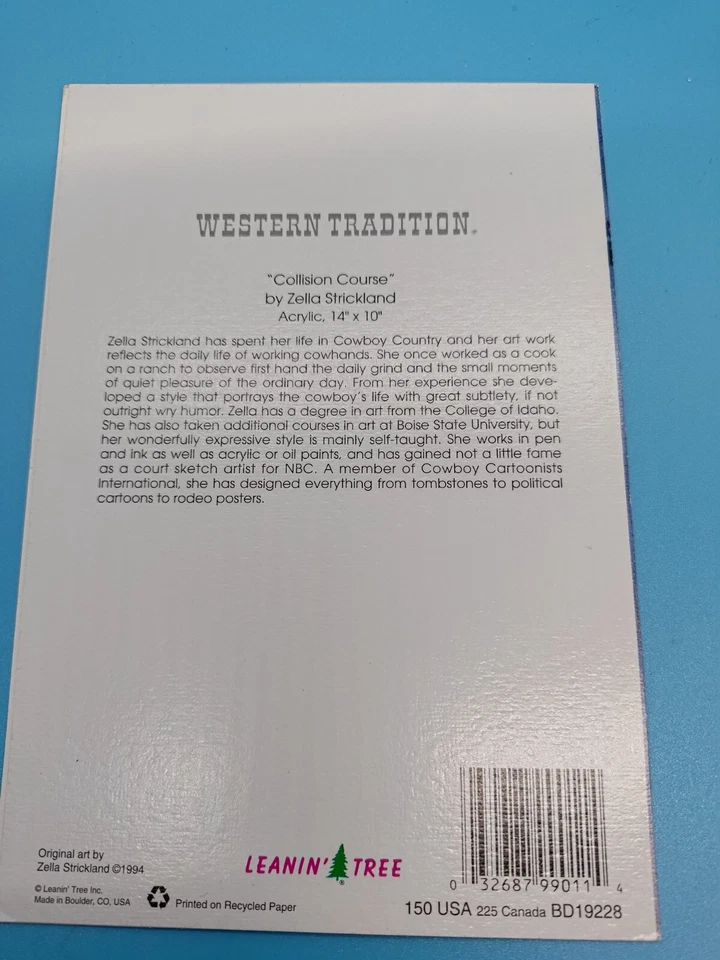 WESTERN TRADITION®
"Collision Course"
by Zella Strickland
Acrylic, 14" x 10"
Zella Strickland has spent her life in Cowboy Country and her art work
reflects the daily life of working cowhands. She once worked as a cook
on a ranch to observe first hand the daily grind and the small moments
of quiet pleasure of the ordinary day. From her experience she deve-
loped a style that portrays the cowboy's life with great subtlety, if not
outright wry humor. Zella has a degree in art from the College of Idaho.
She has also taken additional courses in art at Boise State University, but
her wonderfully expressive style is mainly self-taught. She works in pen
and ink as well as acrylic or oil paints, and has gained not a little fame
as a court sketch artist for NBC. A member of Cowboy Cartoonists
International, she has designed everything from tombstones to political
cartoons to rodeo posters.
Original art by
Zella Strickland ©1994
© Leanin' Tree Inc.
Made in Boulder, CO, USA
Printed on Recycled Paper
LEANIN' TREE®
0 32687 99011 4
150 USA 225 Canada BD19228